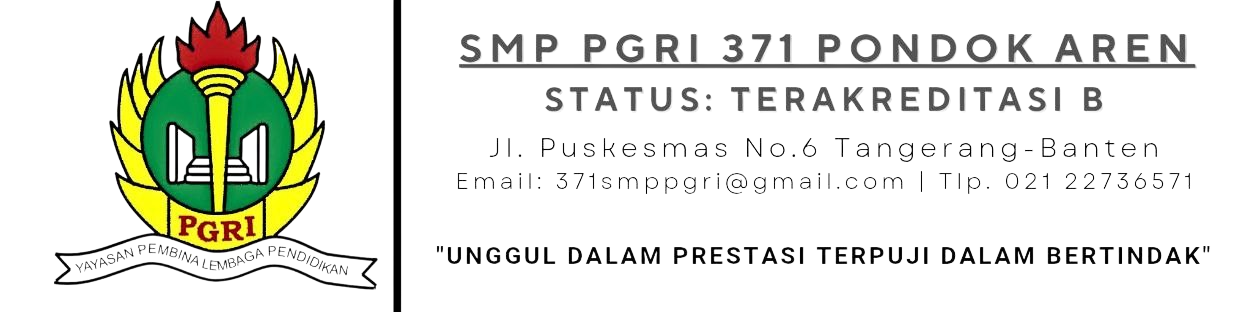 PGRI
YAYASAN PEMBINA LEMBAGA PENDIDIKAN
SMP PGRI 371 PONDOK AREN
STATUS: TERAKREDITASI B
Jl. Puskesmas No.6 Tangerang-Banten
Email: 371smppgri@gmail.com | Tlp. 021 22736571
"UNGGUL DALAM PRESTASI TERPUJI DALAM BERTINDAK"